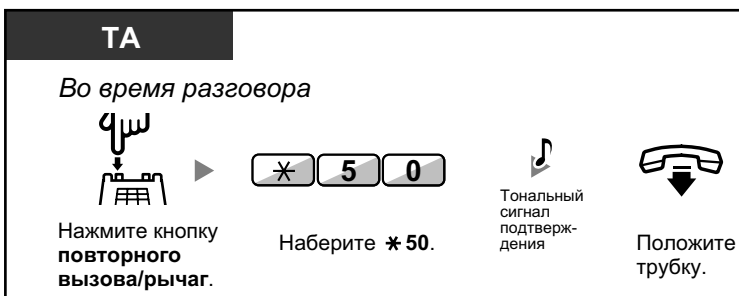 ТА
Во время разговора
✳ 5 0
Нажмите кнопку
повторного
вызова/рычаг.
Наберите ✳50.
Тональный
сигнал
подтверж-
дения
Положите
трубку.